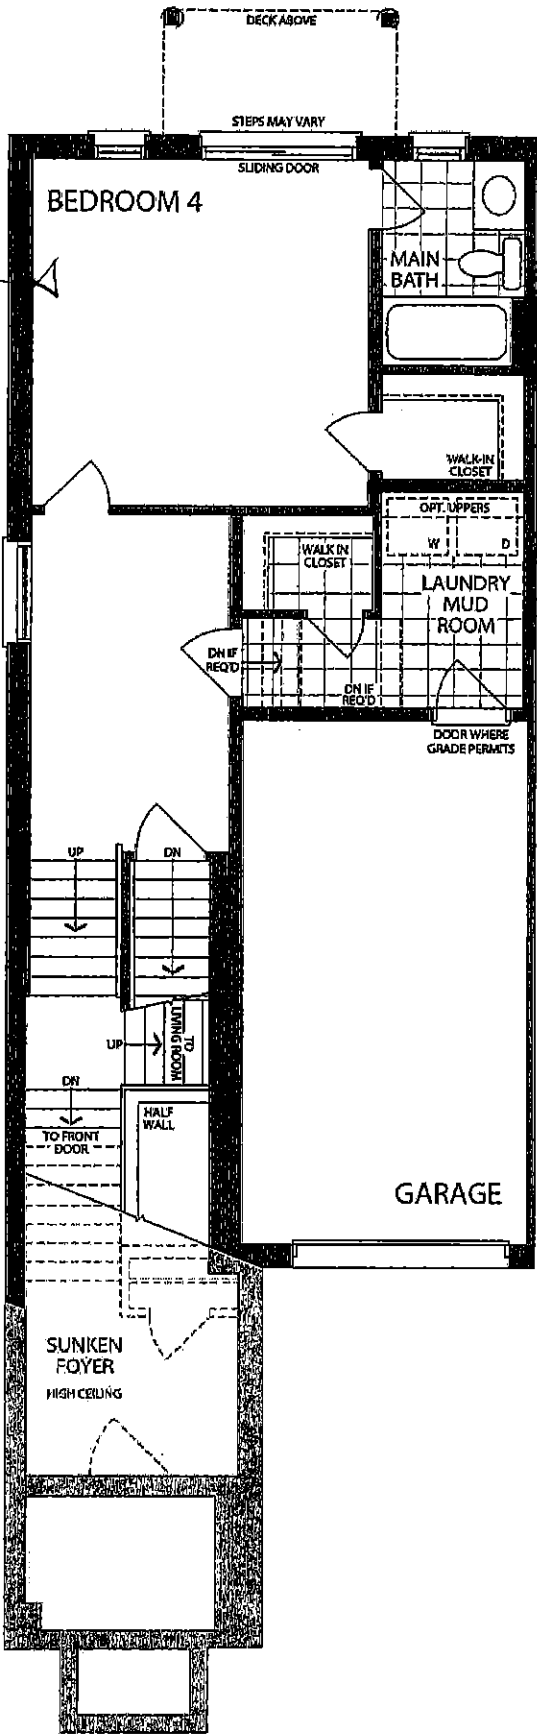 DECK ABOVE
STEPS MAY VARY
SLIDING DOOR
BEDROOM 4
MAIN
BATH
WALK-IN
CLOSET
OPT. UPPERS
W D
WALK IN
CLOSET
LAUNDRY
MUD
ROOM
DN IF
REQ'D
DN IF
REQ'D
DOOR WHERE
GRADE PERMITS
UP
DN
UP
TO
LIVING ROOM
DN
TO FRONT
DOOR
HALF
WALL
GARAGE
SUNKEN
FOYER
HIGH CEILING